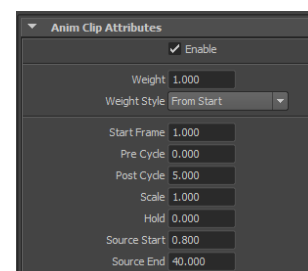 Anim Clip Attributes
Enable
Weight 1.000
Weight Style From Start
Start Frame 1.000
Pre Cycle 0.000
Post Cycle 5.000
Scale 1.000
Hold 0.000
Source Start 0.800
Source End 40.000